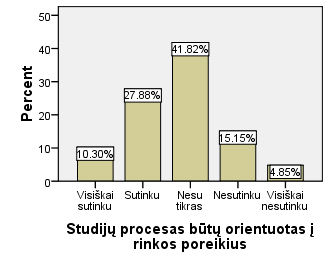 Percent
50
40
30
20
10
0
10.30%
27.88%
41.82%
15.15%
4.85%
Visiškai sutinku
Sutinku
Nesu tikras
Nesutinku
Visiškai nesutinku
Studijų procesas būtų orientuotas į
rinkos poreikius